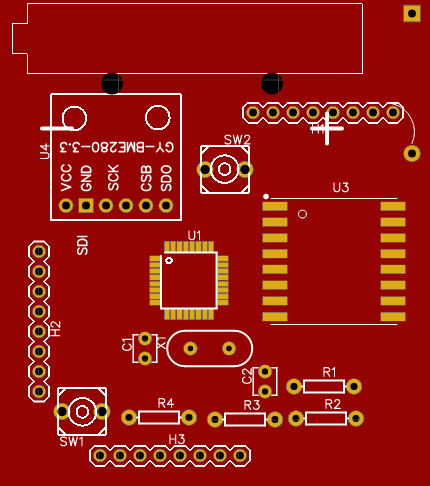 H1
SW2
GY-BME280-3.3
U4
VCC
GND
SCK
CSB
SDO
SDI
U3
U1
H2
C1
X1
C2
R1
R4
R3
R2
SW1
H3